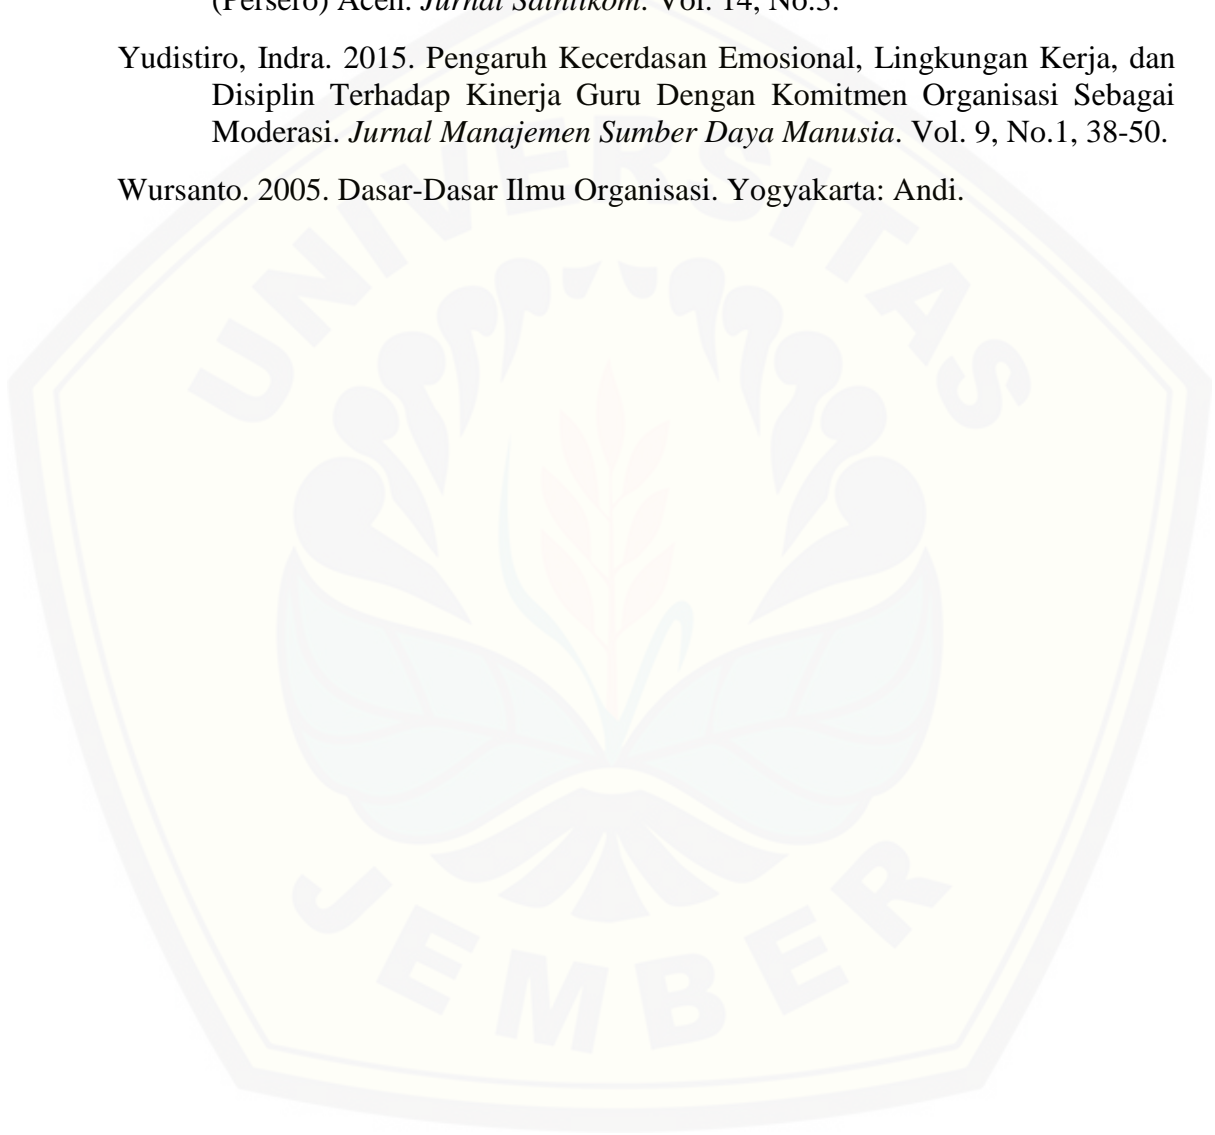 (Persero) Aceh. Jurnal Saintikom. Vol. 14, No.3.
Yudistiro, Indra. 2015. Pengaruh Kecerdasan Emosional, Lingkungan Kerja, dan
Disiplin Terhadap Kinerja Guru Dengan Komitmen Organisasi Sebagai
Moderasi. Jurnal Manajemen Sumber Daya Manusia. Vol. 9, No.1, 38-50.
Wursanto. 2005. Dasar-Dasar Ilmu Organisasi. Yogyakarta: Andi.
UNIVERSITAS
JEMBER